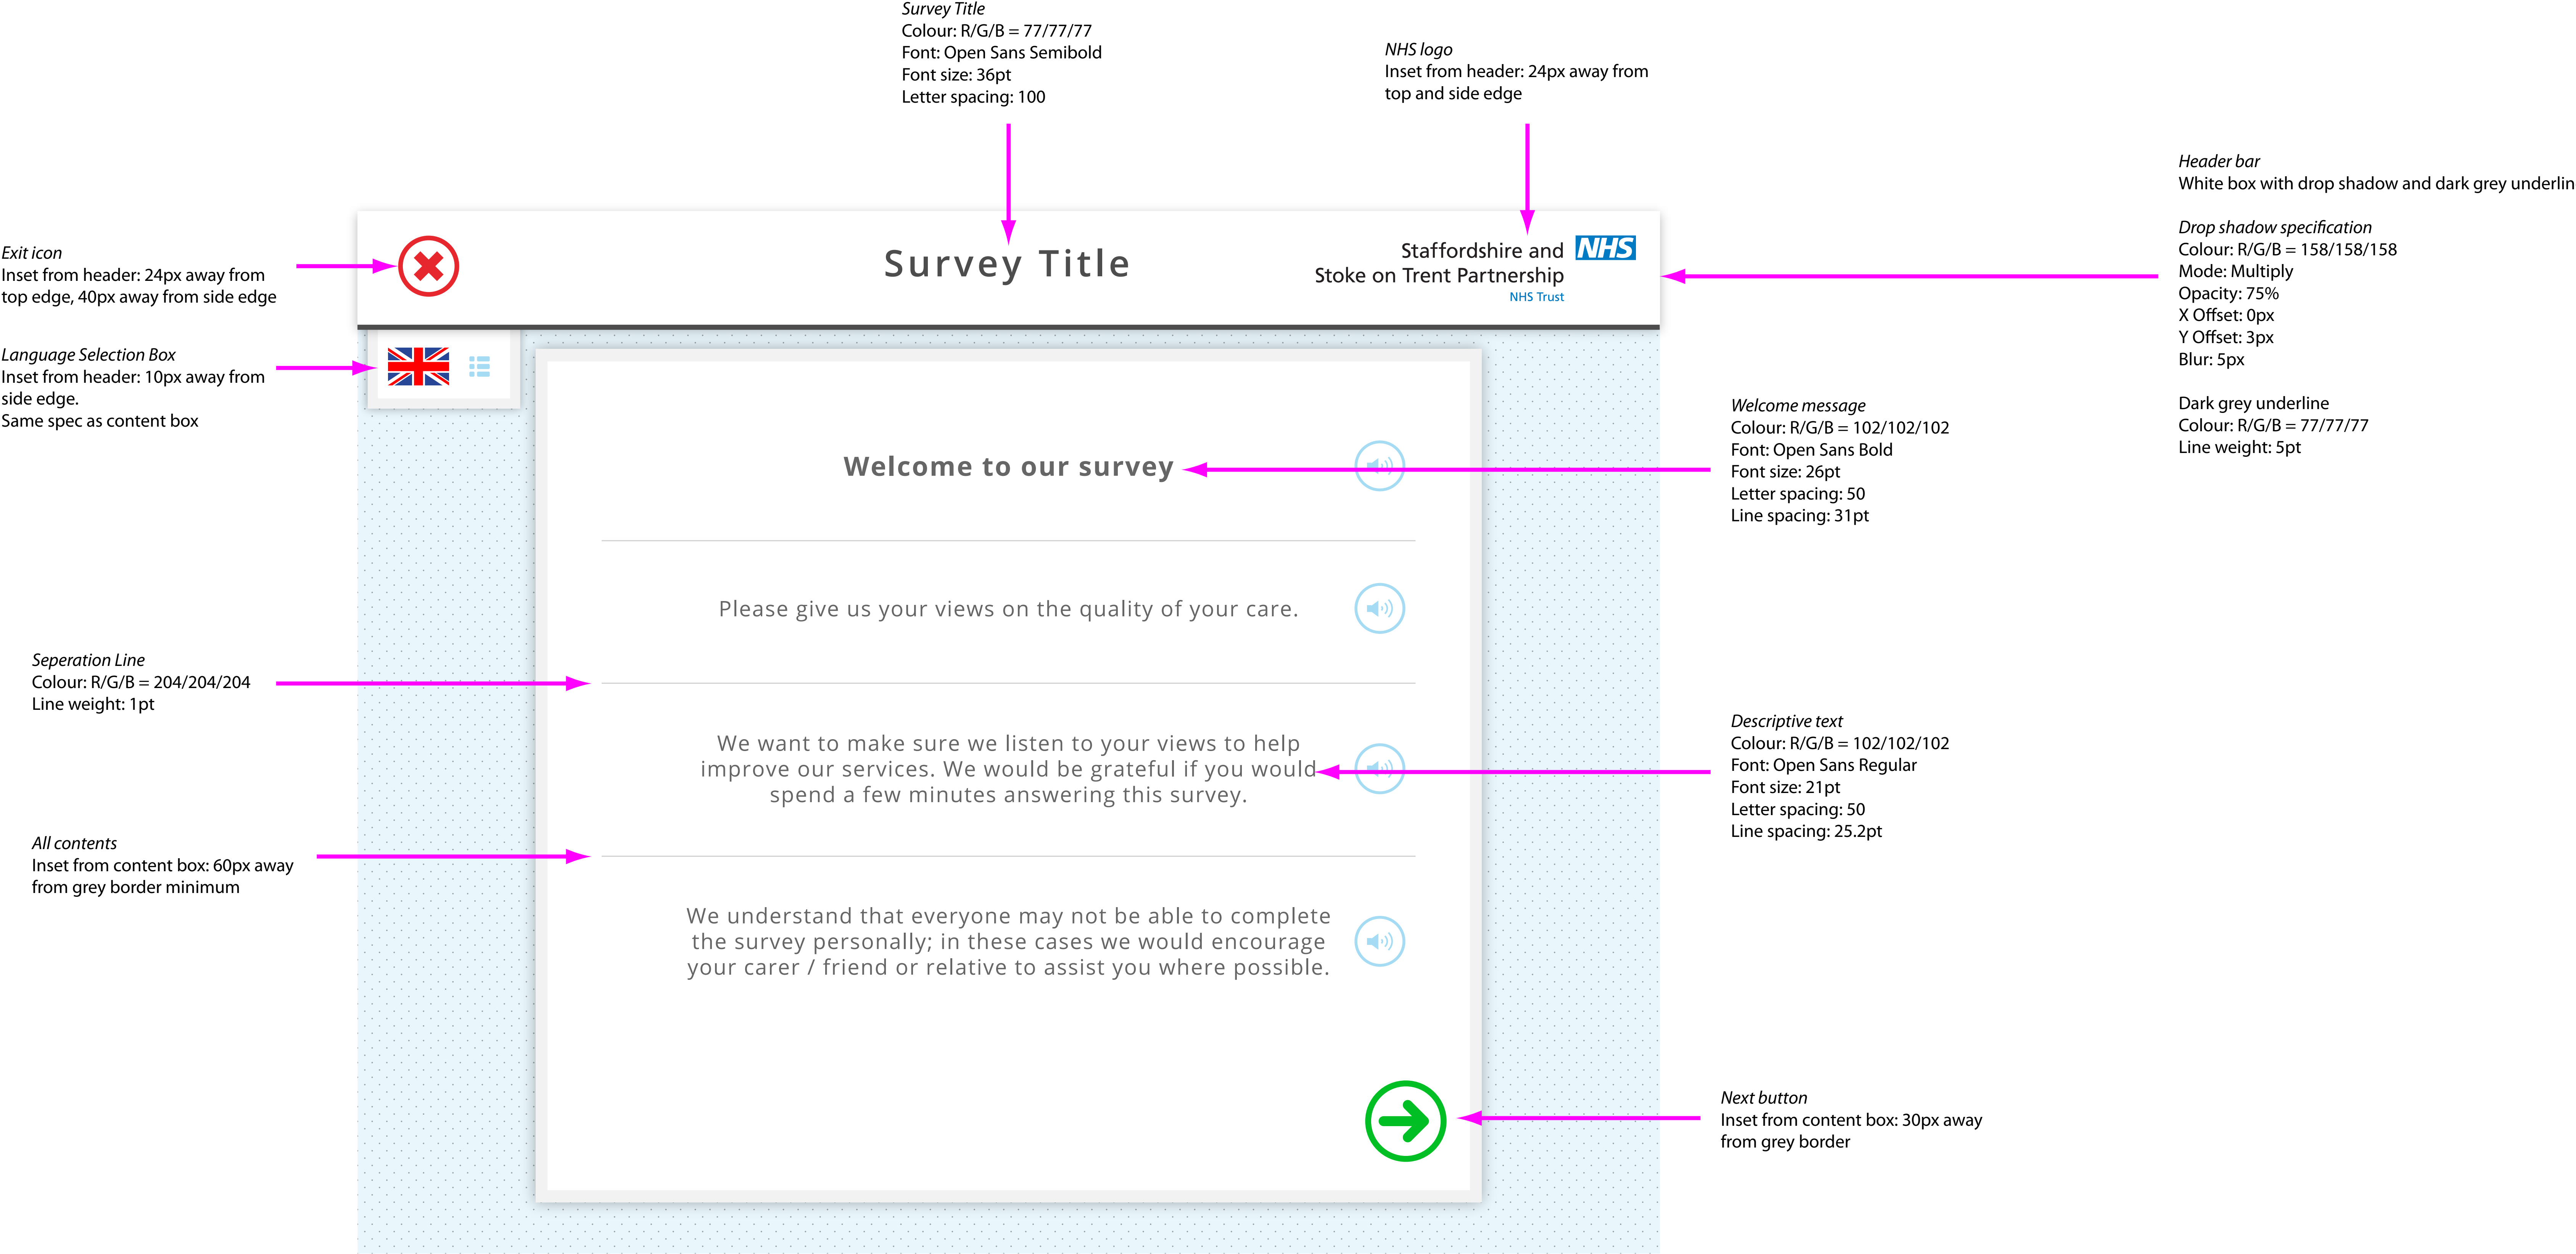 Survey Title
Colour: R/G/B = 77/77/77
Font: Open Sans Semibold
Font size: 36pt
Letter spacing: 100
NHS logo
Inset from header: 24px away from
top and side edge
Header bar
White box with drop shadow and dark grey underlin
Drop shadow specification
Colour: R/G/B = 158/158/158
Mode: Multiply
Opacity: 75%
X Offset: 0px
Y Offset: 3px
Blur: 5px
Dark grey underline
Colour: R/G/B = 77/77/77
Line weight: 5pt
Exit icon
Inset from header: 24px away from
top edge, 40px away from side edge
Survey Title
Staffordshire and NHS
Stoke on Trent Partnership
NHS Trust
Language Selection Box
Inset from header: 10px away from
side edge.
Same spec as content box
Welcome message
Colour: R/G/B = 102/102/102
Font: Open Sans Bold
Font size: 26pt
Letter spacing: 50
Line spacing: 31pt
Welcome to our survey
Please give us your views on the quality of your care.
Seperation Line
Colour: R/G/B = 204/204/204
Line weight: 1pt
We want to make sure we listen to your views to help
improve our services. We would be grateful if you would
spend a few minutes answering this survey.
Descriptive text
Colour: R/G/B = 102/102/102
Font: Open Sans Regular
Font size: 21pt
Letter spacing: 50
Line spacing: 25.2pt
All contents
Inset from content box: 60px away
from grey border minimum
We understand that everyone may not be able to complete
the survey personally; in these cases we would encourage
your carer / friend or relative to assist you where possible.
Next button
Inset from content box: 30px away
from grey border